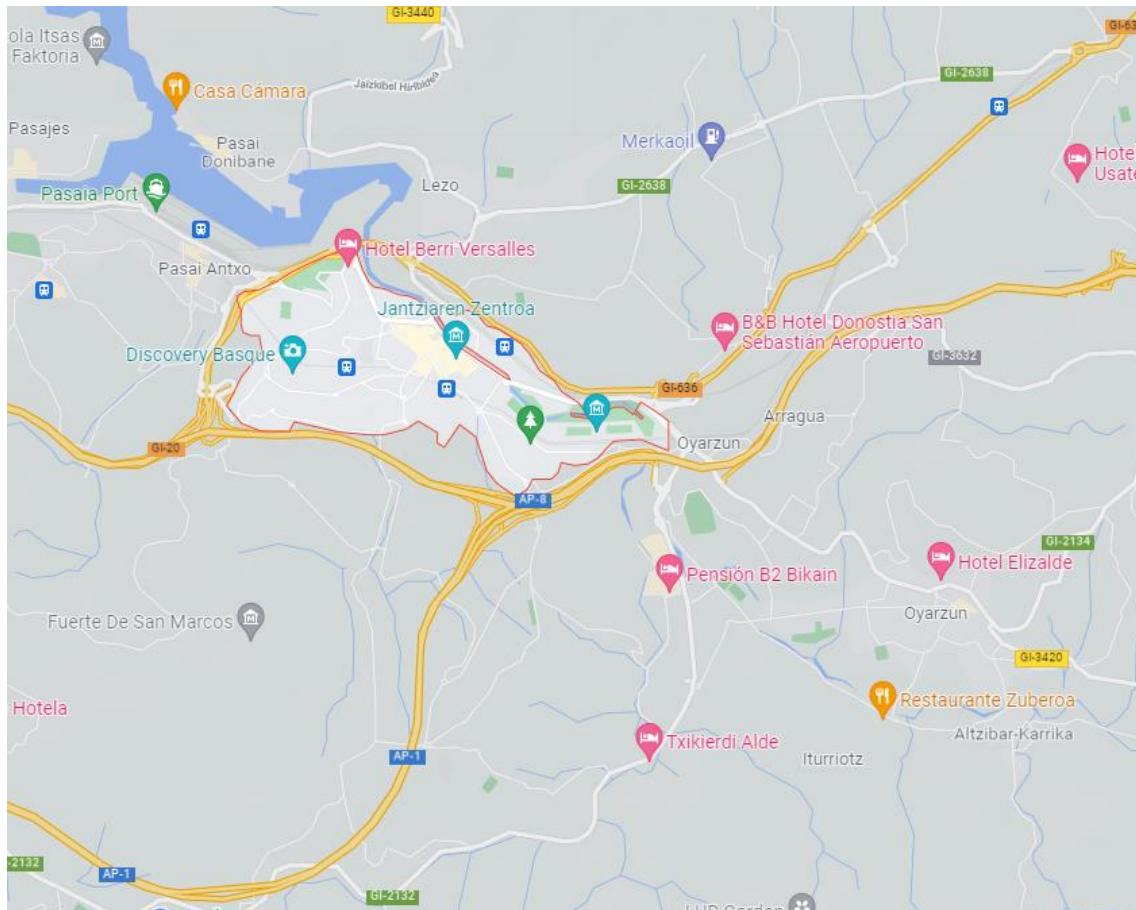 GI-3440
GI-63
ola Itsas
Faktoria
Jaizkibel Hiribidea
GI-2638
Casa Cámara
Pasajes
Pasai
Donibane
Merkaoil
Hotel
Usate
Lezo
GI-2638
Pasaia Port
Hotel Berri Versalles
Pasai Antxo
Jantziaren Zentroa
B&B Hotel Donostia San
Sebastián Aeropuerto
Discovery Basque
GI-3632
GI-636
Arragua
GI-20
Oyarzun
AP-8
GI-2134
Hotel Elizalde
Pensión B2 Bikain
Oyarzun
Fuerte De San Marcos
GI-3420
Hotela
Restaurante Zuberoa
Altzibar-Karrika
Txikierdi Alde
Iturriotz
AP-1
-2132
AP-1
GI-2132